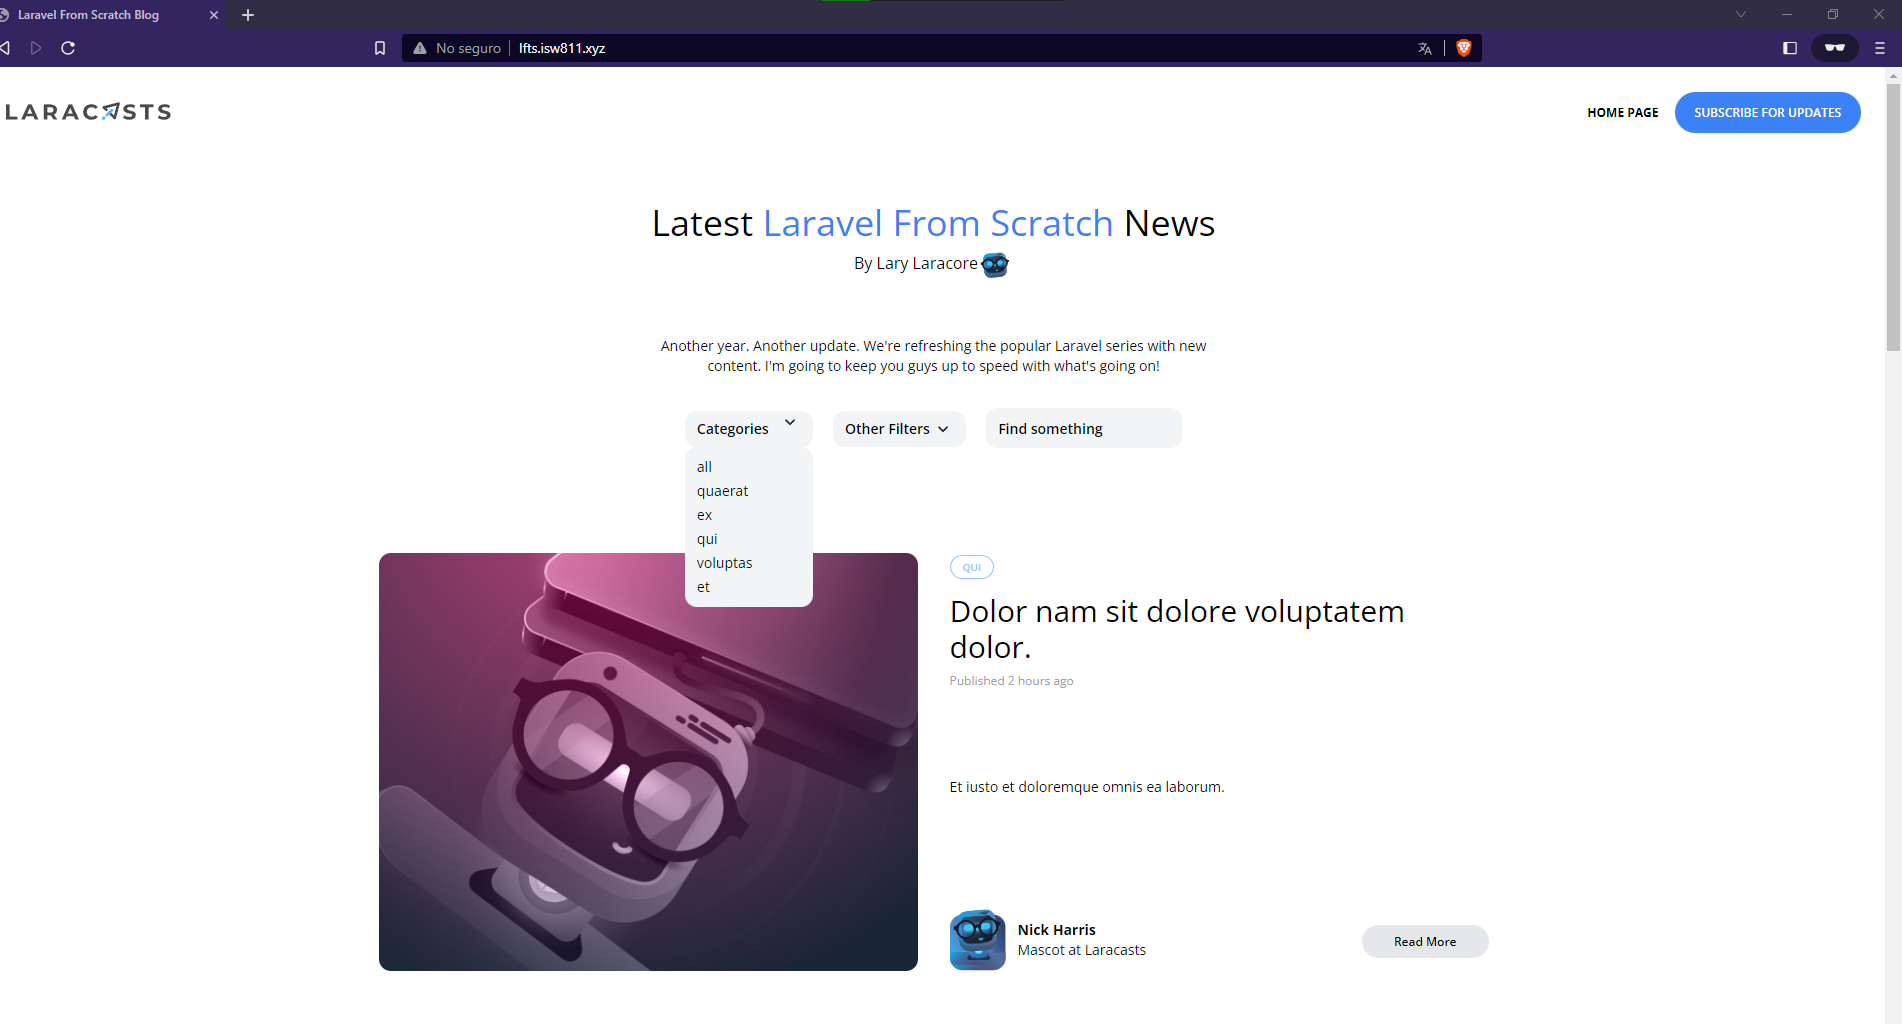 Laravel From Scratch Blog
No seguro
lfts.isw811.xyz
LARACASTS
HOME PAGE
SUBSCRIBE FOR UPDATES
Latest Laravel From Scratch News
By Lary Laracore
Another year. Another update. We're refreshing the popular Laravel series with new
content. I'm going to keep you guys up to speed with what's going on!
Categories
Other Filters
Find something
all
quaerat
ex
qui
voluptas
et
QUI
Dolor nam sit dolore voluptatem
dolor.
Published 2 hours ago
Et iusto et doloremque omnis ea laborum.
Nick Harris
Mascot at Laracasts
Read More